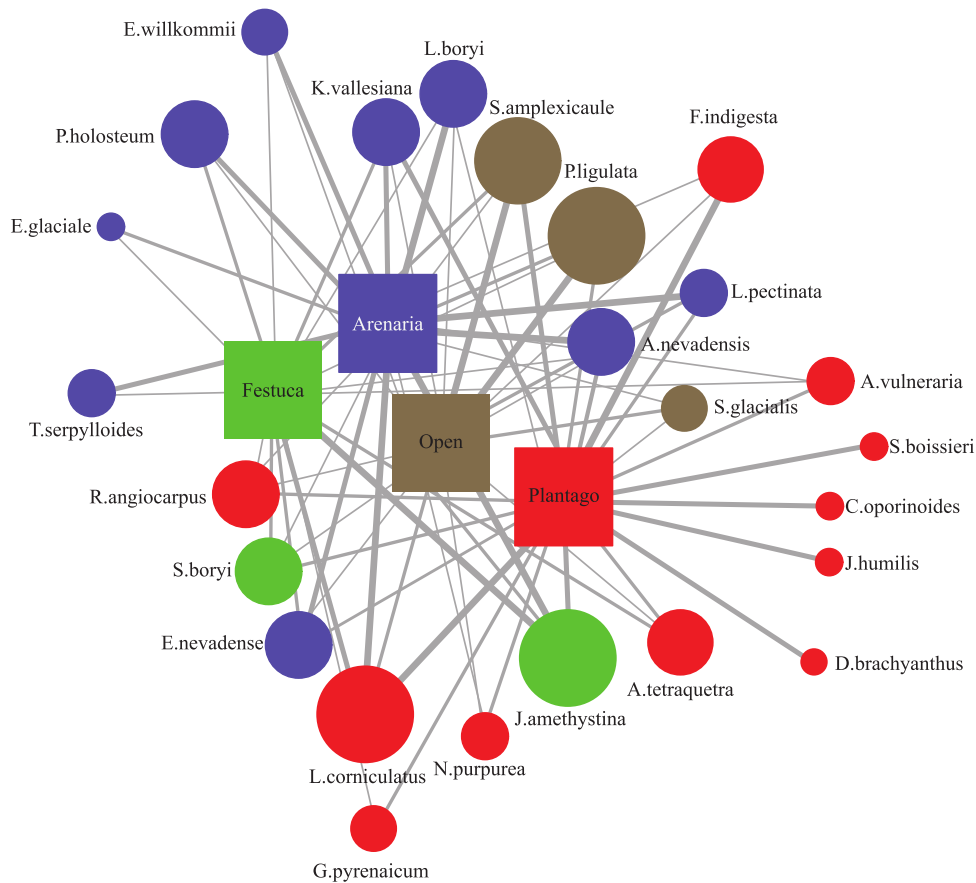 E.willkommii
L.boryi
K.vallesiana
S.amplexicaule
F.indigesta
P.holosteum
P.ligulata
E.glaciale
L.pectinata
Arenaria
A.nevadensis
Festuca
A.vulneraria
S.glacialis
T.serpylloides
Open
S.boissieri
R.angiocarpus
Plantago
C.oporinoides
J.humilis
S.boryi
E.nevadense
D.brachyanthus
A.tetraquetra
J.amethystina
N.purpurea
L.corniculatus
G.pyrenaicum